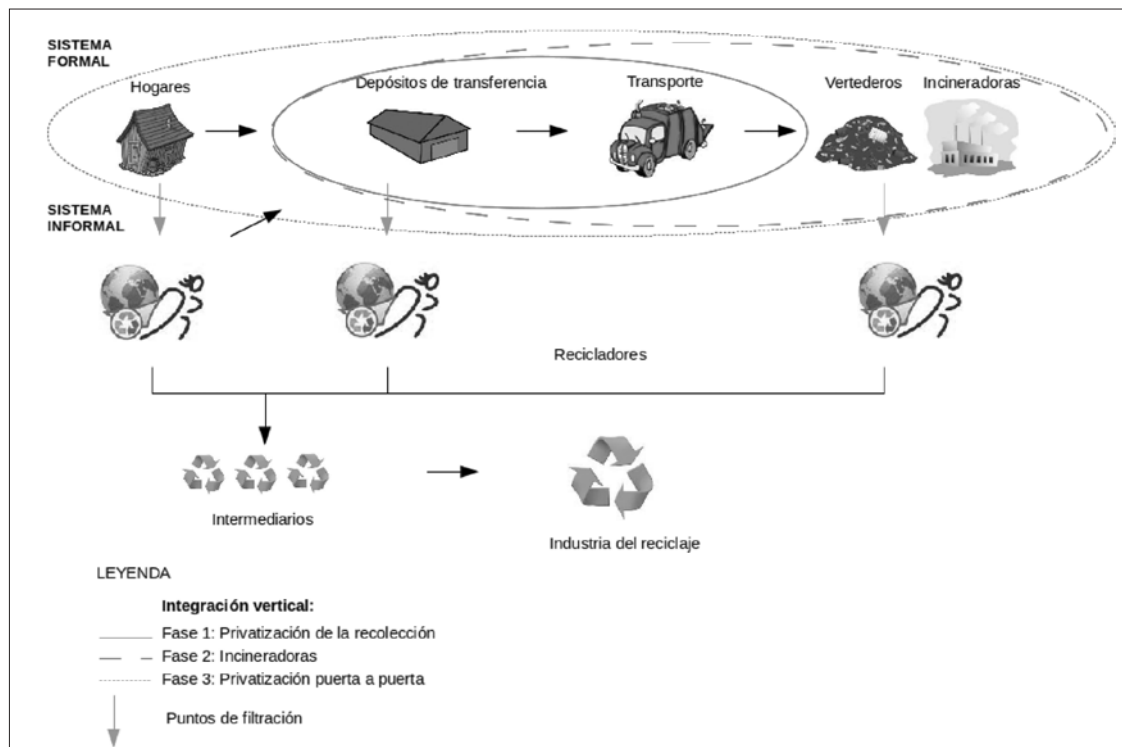 SISTEMA
FORMAL
Hogares
Depósitos de transferencia
Transporte
Vertederos
Incineradoras
SISTEMA
INFORMAL
Recicladores
Intermediarios
Industria del reciclaje
LEYENDA
Integración vertical:
Fase 1: Privatización de la recolección
Fase 2: Incineradoras
Fase 3: Privatización puerta a puerta
Puntos de filtración